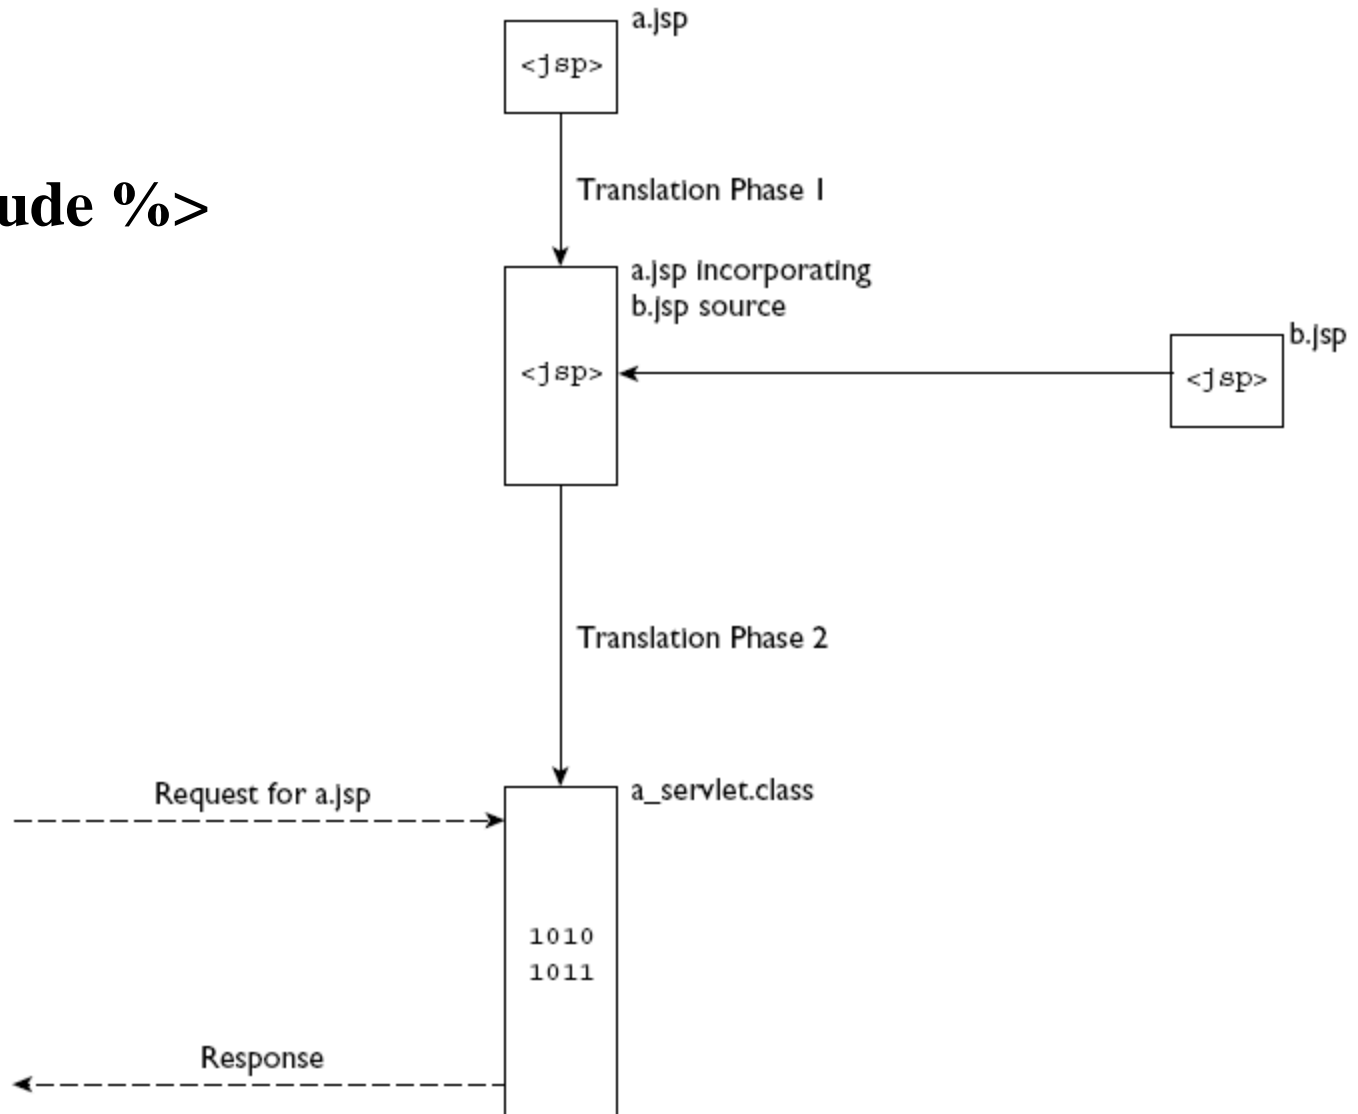 a.jsp
<jsp>
Translation Phase 1
ude %>
a.jsp incorporating
b.jsp source
b.jsp
<jsp>
<jsp>
Translation Phase 2
Request for a.jsp
a_servlet.class
1010
1011
Response